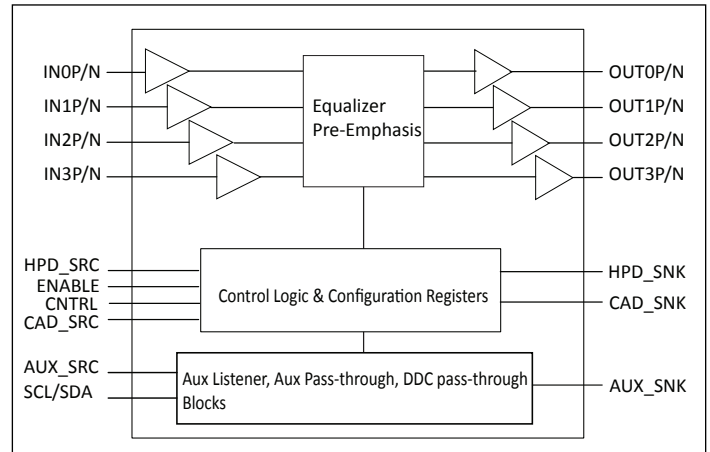 IN0P/N
IN1P/N
IN2P/N
IN3P/N
Equalizer
Pre-Emphasis
OUT0P/N
OUT1P/N
OUT2P/N
OUT3P/N
HPD_SRC
ENABLE
CNTRL
CAD_SRC
Control Logic & Configuration Registers
HPD_SNK
CAD_SNK
AUX_SRC
SCL/SDA
Aux Listener, Aux Pass-through, DDC pass-through
Blocks
AUX_SNK